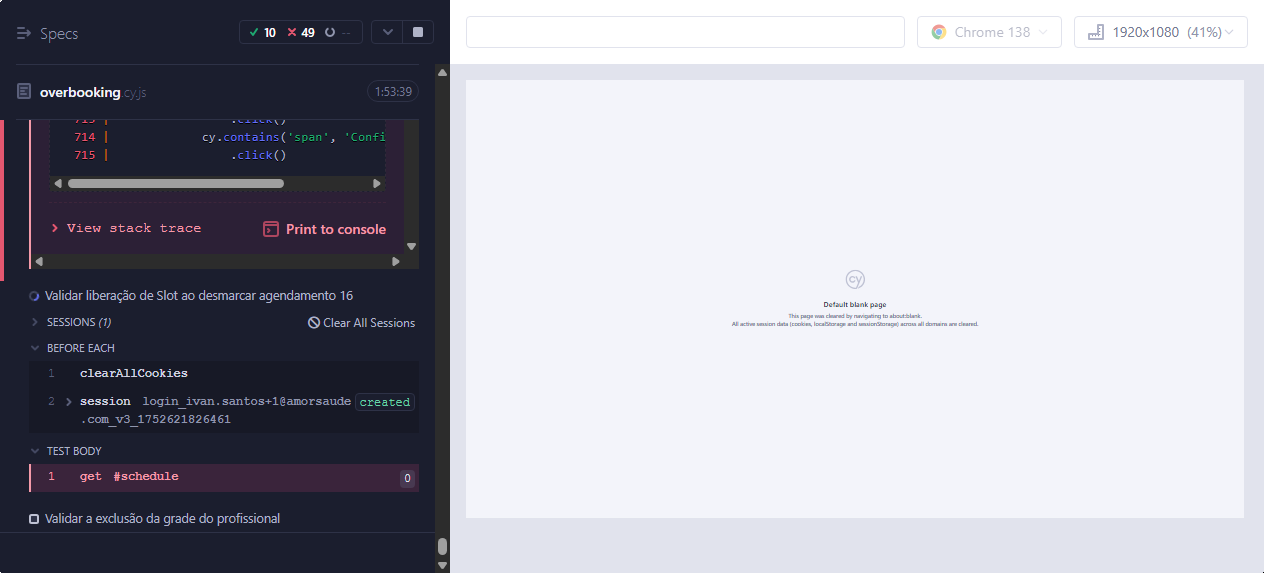 Specs
10
49
--
Chrome 138
1920x1080 (41%)
overbooking.cy.js
1:53:39
713 | .click()
714 | cy.contains('span', 'Confi
715 | .click()
View stack trace
Print to console
Validar liberação de Slot ao desmarcar agendamento 16
SESSIONS (1)
Clear All Sessions
BEFORE EACH
1 clearAllCookies
2 session login_ivan.santos+1@amorsaude created
.com_v3_1752621826461
TEST BODY
1 get #schedule 0
Validar a exclusão da grade do profissional
cy
Default blank page
This page was cleared by navigating to about:blank.
All active session data (cookies, localStorage and sessionStorage) across all domains are cleared.